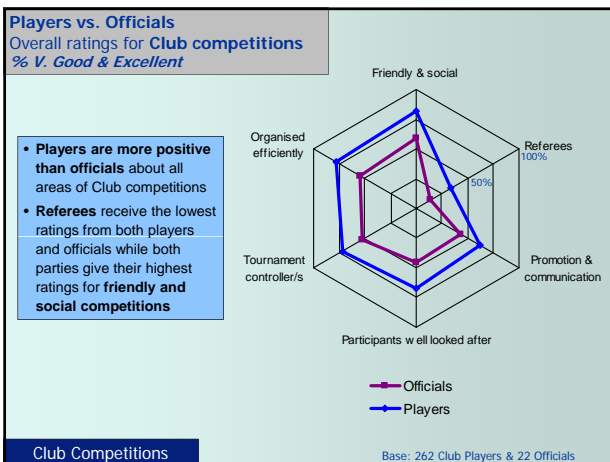 Players vs. Officials
Overall ratings for Club competitions
% V. Good & Excellent
• Players are more positive
than officials about all
areas of Club competitions
• Referees receive the lowest
ratings from both players
and officials while both
parties give their highest
ratings for friendly and
social competitions
Friendly & social
Referees
100%
50%
Promotion &
communication
Participants well looked after
Tournament
controller/s
Organised
efficiently
Officials
Players
Club Competitions
Base: 262 Club Players & 22 Officials